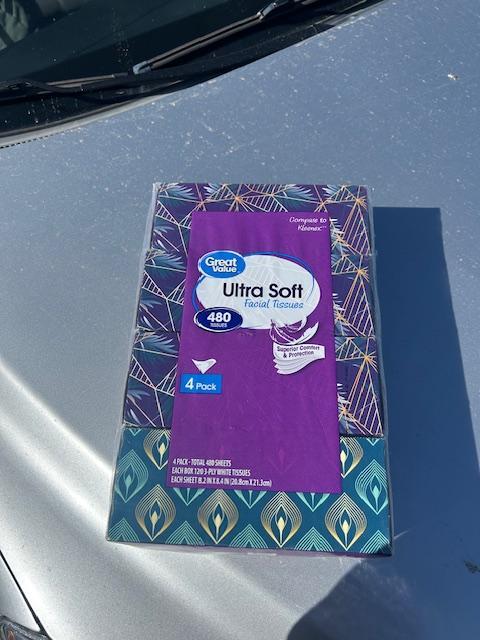 Compare to
Kleenex™
Great
Value™
Ultra Soft
Facial Tissues
480
TISSUES
Superior Comfort
& Protection
4 Pack
4 PACK - TOTAL 480 SHEETS
EACH BOX 120 3-PLY WHITE TISSUES
EACH SHEET 8.2 IN X 8.4 IN (20.8cm X 21.3cm)